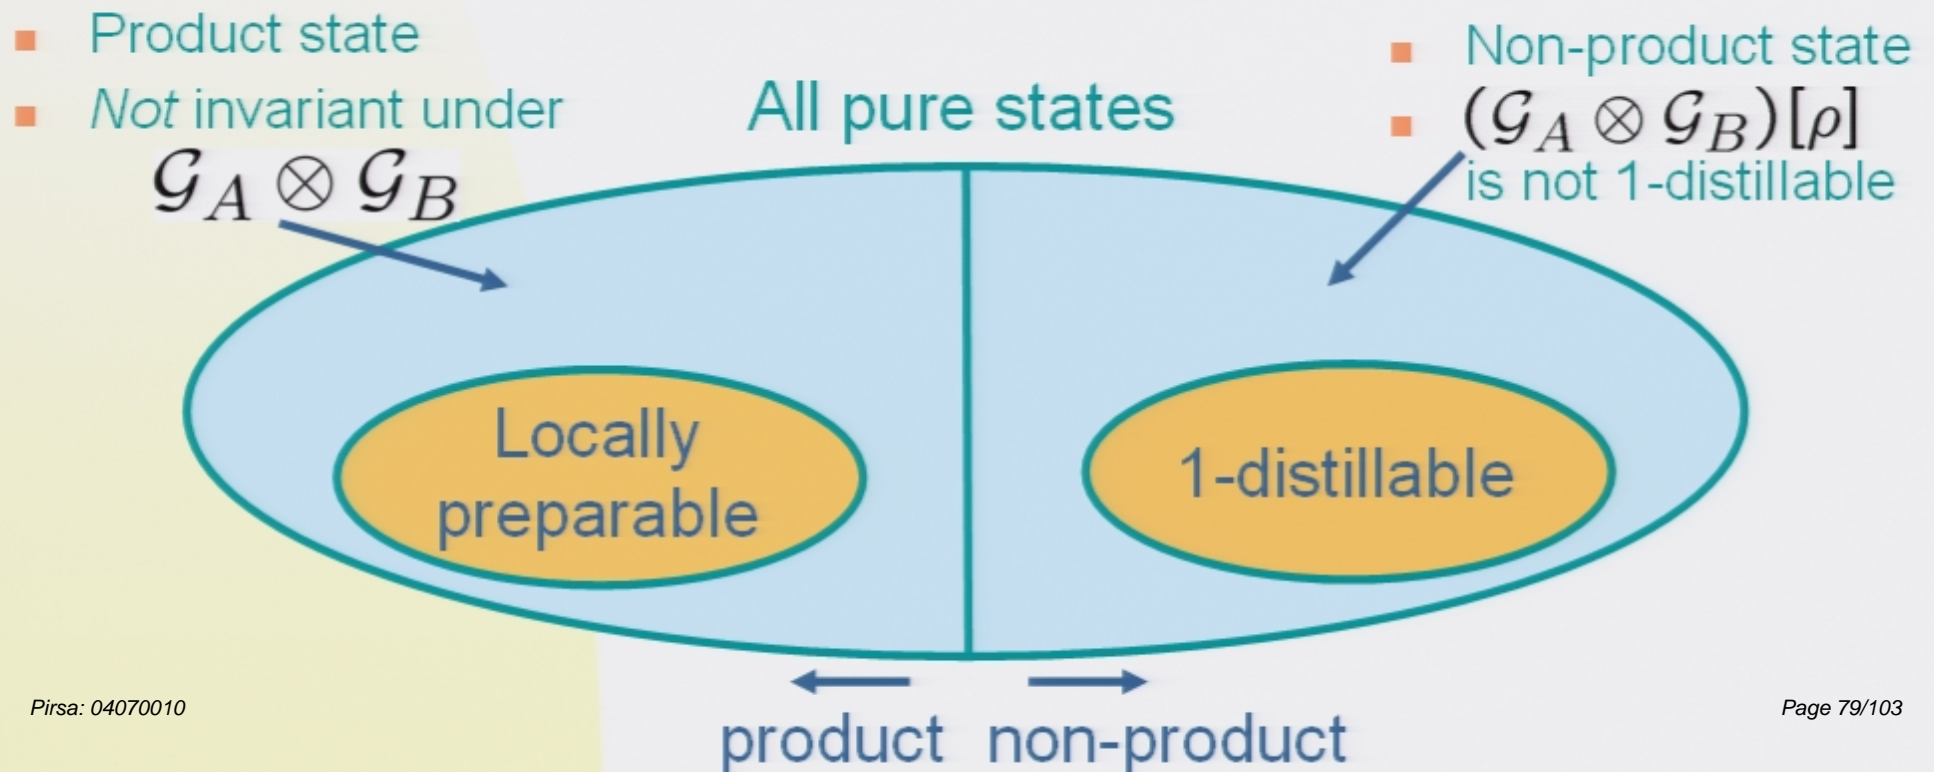 Product state
Not invariant under
𝒢_A ⊗ 𝒢_B
All pure states
Non-product state
(𝒢_A ⊗ 𝒢_B)[ρ]
is not 1-distillable
Locally
preparable
1-distillable
product non-product
Pirsa: 04070010
Page 79/103